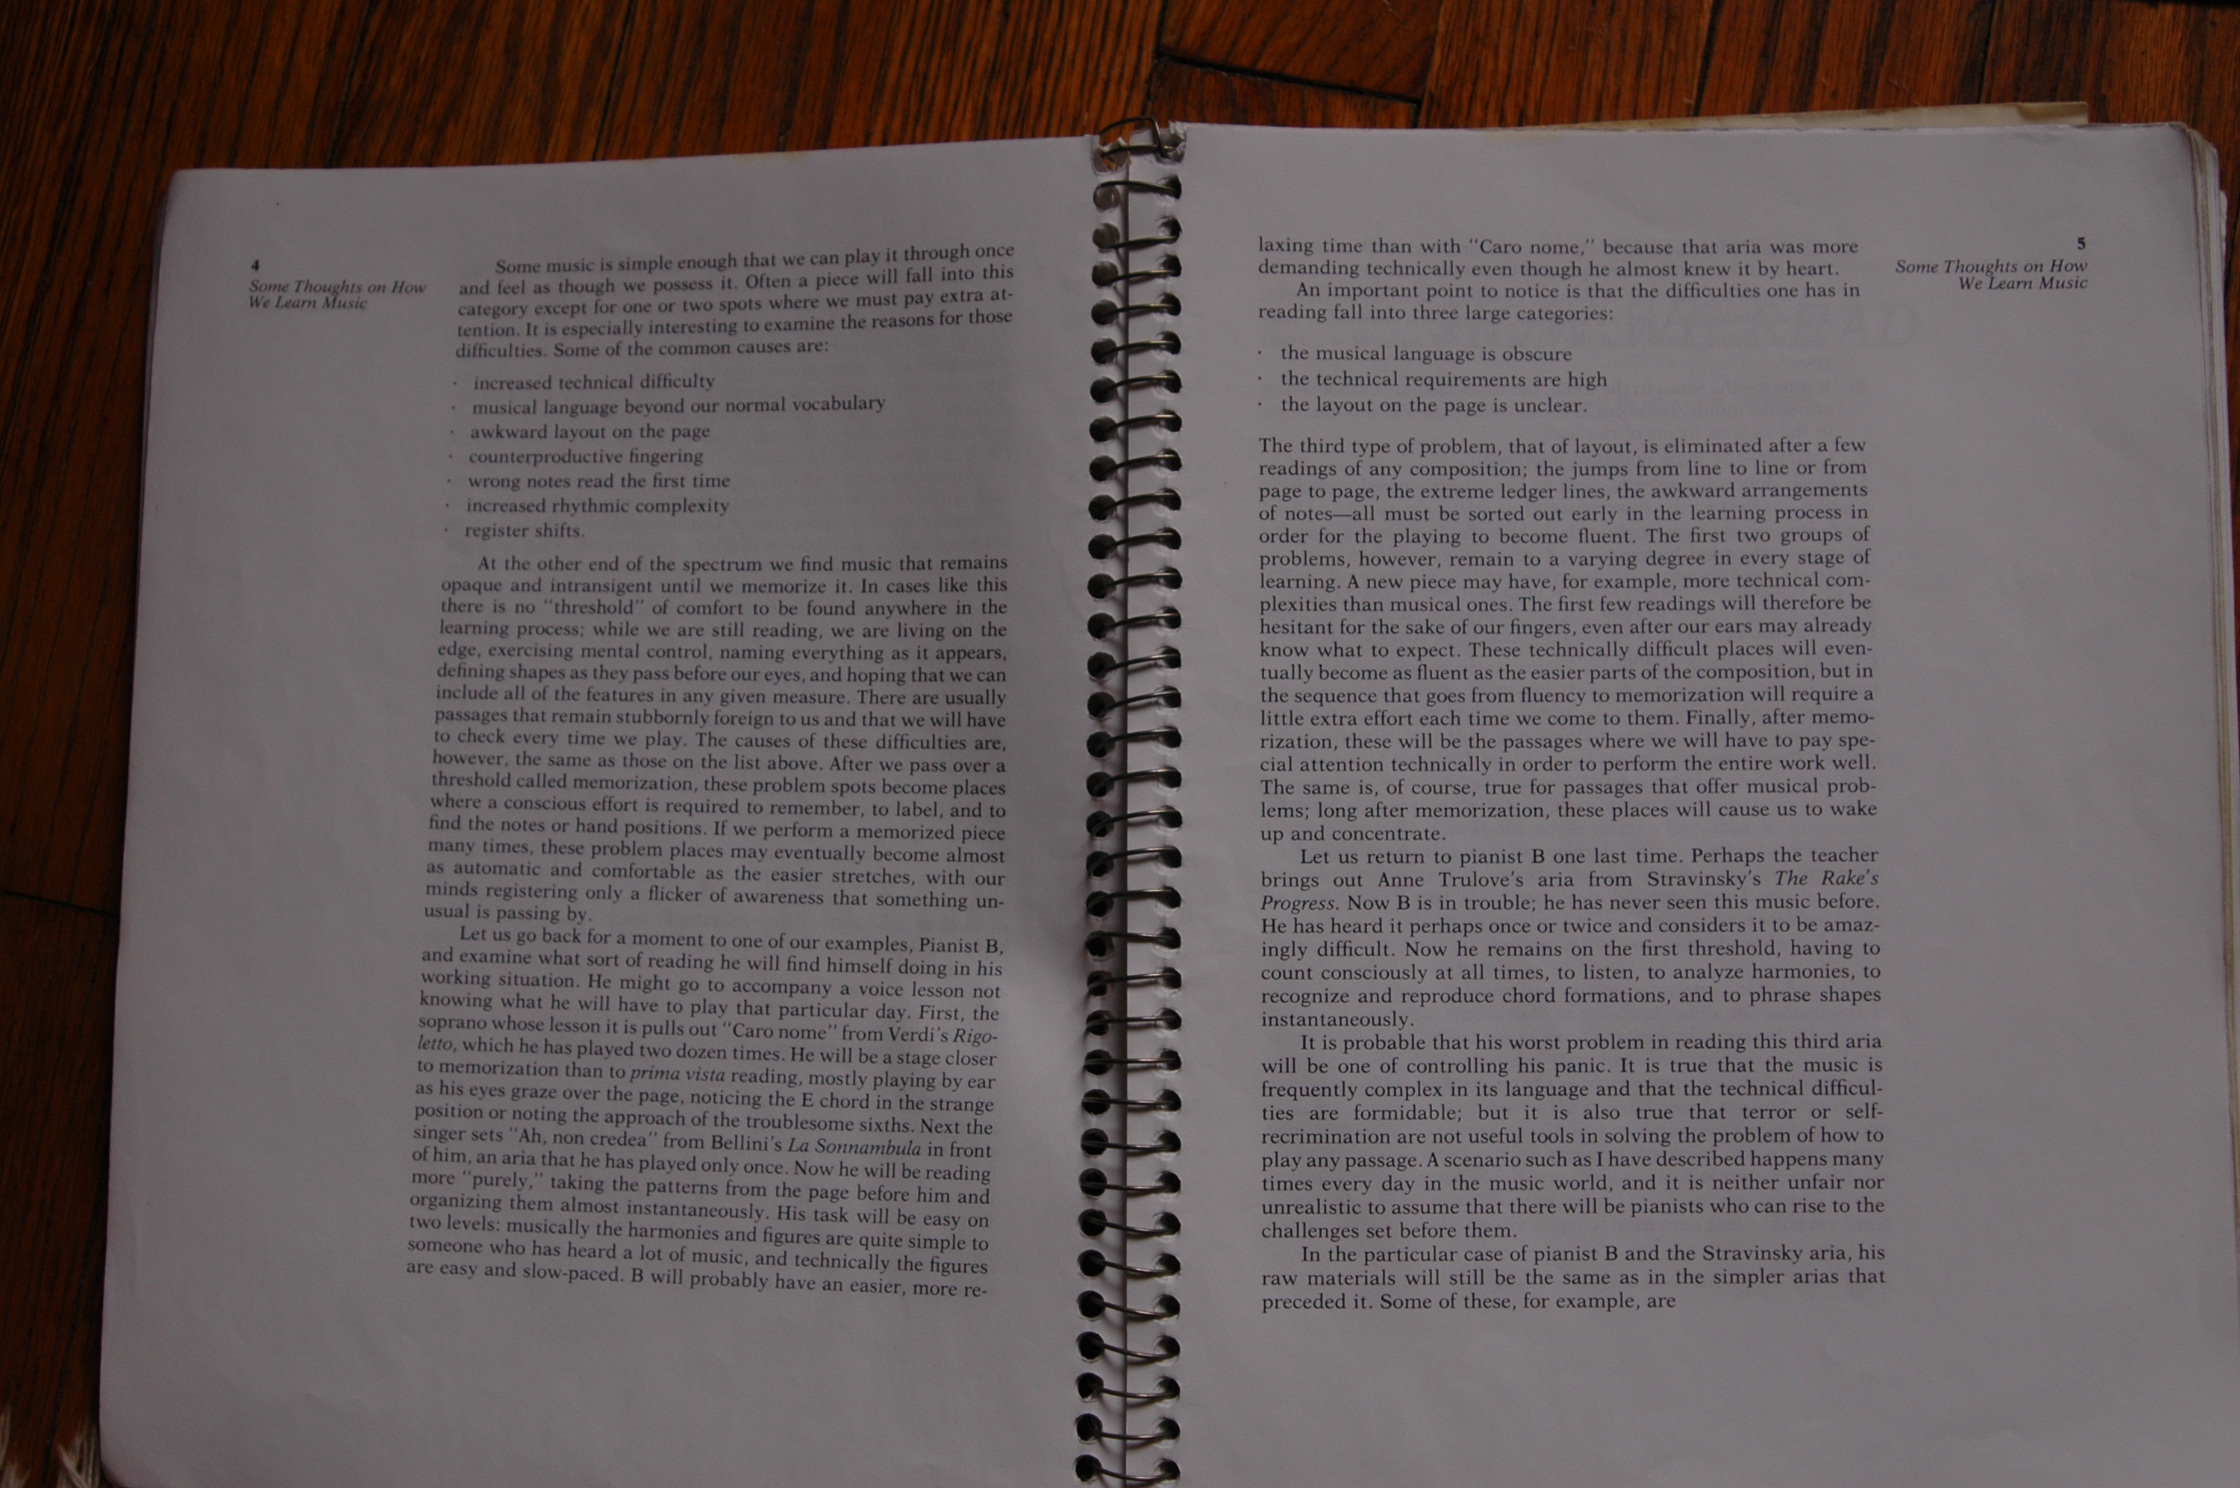 4
Some Thoughts on How
We Learn Music
Some music is simple enough that we can play it through once
and feel as though we possess it. Often a piece will fall into this
category except for one or two spots where we must pay extra at-
tention. It is especially interesting to examine the reasons for those
difficulties. Some of the common causes are:
· increased technical difficulty
· musical language beyond our normal vocabulary
· awkward layout on the page
· counterproductive fingering
· wrong notes read the first time
· increased rhythmic complexity
· register shifts.
At the other end of the spectrum we find music that remains
opaque and intransigent until we memorize it. In cases like this
there is no "threshold" of comfort to be found anywhere in the
learning process; while we are still reading, we are living on the
edge, exercising mental control, naming everything as it appears,
defining shapes as they pass before our eyes, and hoping that we can
include all of the features in any given measure. There are usually
passages that remain stubbornly foreign to us and that we will have
to check every time we play. The causes of these difficulties are,
however, the same as those on the list above. After we pass over a
threshold called memorization, these problem spots become places
where a conscious effort is required to remember, to label, and to
find the notes or hand positions. If we perform a memorized piece
many times, these problem places may eventually become almost
as automatic and comfortable as the easier stretches, with our
minds registering only a flicker of awareness that something un-
usual is passing by.
Let us go back for a moment to one of our examples, Pianist B,
and examine what sort of reading he will find himself doing in his
working situation. He might go to accompany a voice lesson not
knowing what he will have to play that particular day. First, the
soprano whose lesson it is pulls out "Caro nome" from Verdi's Rigo-
letto, which he has played two dozen times. He will be a stage closer
to memorization than to prima vista reading, mostly playing by ear
as his eyes graze over the page, noticing the E chord in the strange
position or noting the approach of the troublesome sixths. Next the
singer sets "Ah, non credea" from Bellini's La Sonnambula in front
of him, an aria that he has played only once. Now he will be reading
more "purely," taking the patterns from the page before him and
organizing them almost instantaneously. His task will be easy on
two levels: musically the harmonies and figures are quite simple to
someone who has heard a lot of music, and technically the figures
are easy and slow-paced. B will probably have an easier, more re-
5
Some Thoughts on How
We Learn Music
laxing time than with "Caro nome," because that aria was more
demanding technically even though he almost knew it by heart.
An important point to notice is that the difficulties one has in
reading fall into three large categories:
· the musical language is obscure
· the technical requirements are high
· the layout on the page is unclear.
The third type of problem, that of layout, is eliminated after a few
readings of any composition; the jumps from line to line or from
page to page, the extreme ledger lines, the awkward arrangements
of notes—all must be sorted out early in the learning process in
order for the playing to become fluent. The first two groups of
problems, however, remain to a varying degree in every stage of
learning. A new piece may have, for example, more technical com-
plexities than musical ones. The first few readings will therefore be
hesitant for the sake of our fingers, even after our ears may already
know what to expect. These technically difficult places will even-
tually become as fluent as the easier parts of the composition, but in
the sequence that goes from fluency to memorization will require a
little extra effort each time we come to them. Finally, after memo-
rization, these will be the passages where we will have to pay spe-
cial attention technically in order to perform the entire work well.
The same is, of course, true for passages that offer musical prob-
lems; long after memorization, these places will cause us to wake
up and concentrate.
Let us return to pianist B one last time. Perhaps the teacher
brings out Anne Trulove's aria from Stravinsky's The Rake's
Progress. Now B is in trouble; he has never seen this music before.
He has heard it perhaps once or twice and considers it to be amaz-
ingly difficult. Now he remains on the first threshold, having to
count consciously at all times, to listen, to analyze harmonies, to
recognize and reproduce chord formations, and to phrase shapes
instantaneously.
It is probable that his worst problem in reading this third aria
will be one of controlling his panic. It is true that the music is
frequently complex in its language and that the technical difficul-
ties are formidable; but it is also true that terror or self-
recrimination are not useful tools in solving the problem of how to
play any passage. A scenario such as I have described happens many
times every day in the music world, and it is neither unfair nor
unrealistic to assume that there will be pianists who can rise to the
challenges set before them.
In the particular case of pianist B and the Stravinsky aria, his
raw materials will still be the same as in the simpler arias that
preceded it. Some of these, for example, are